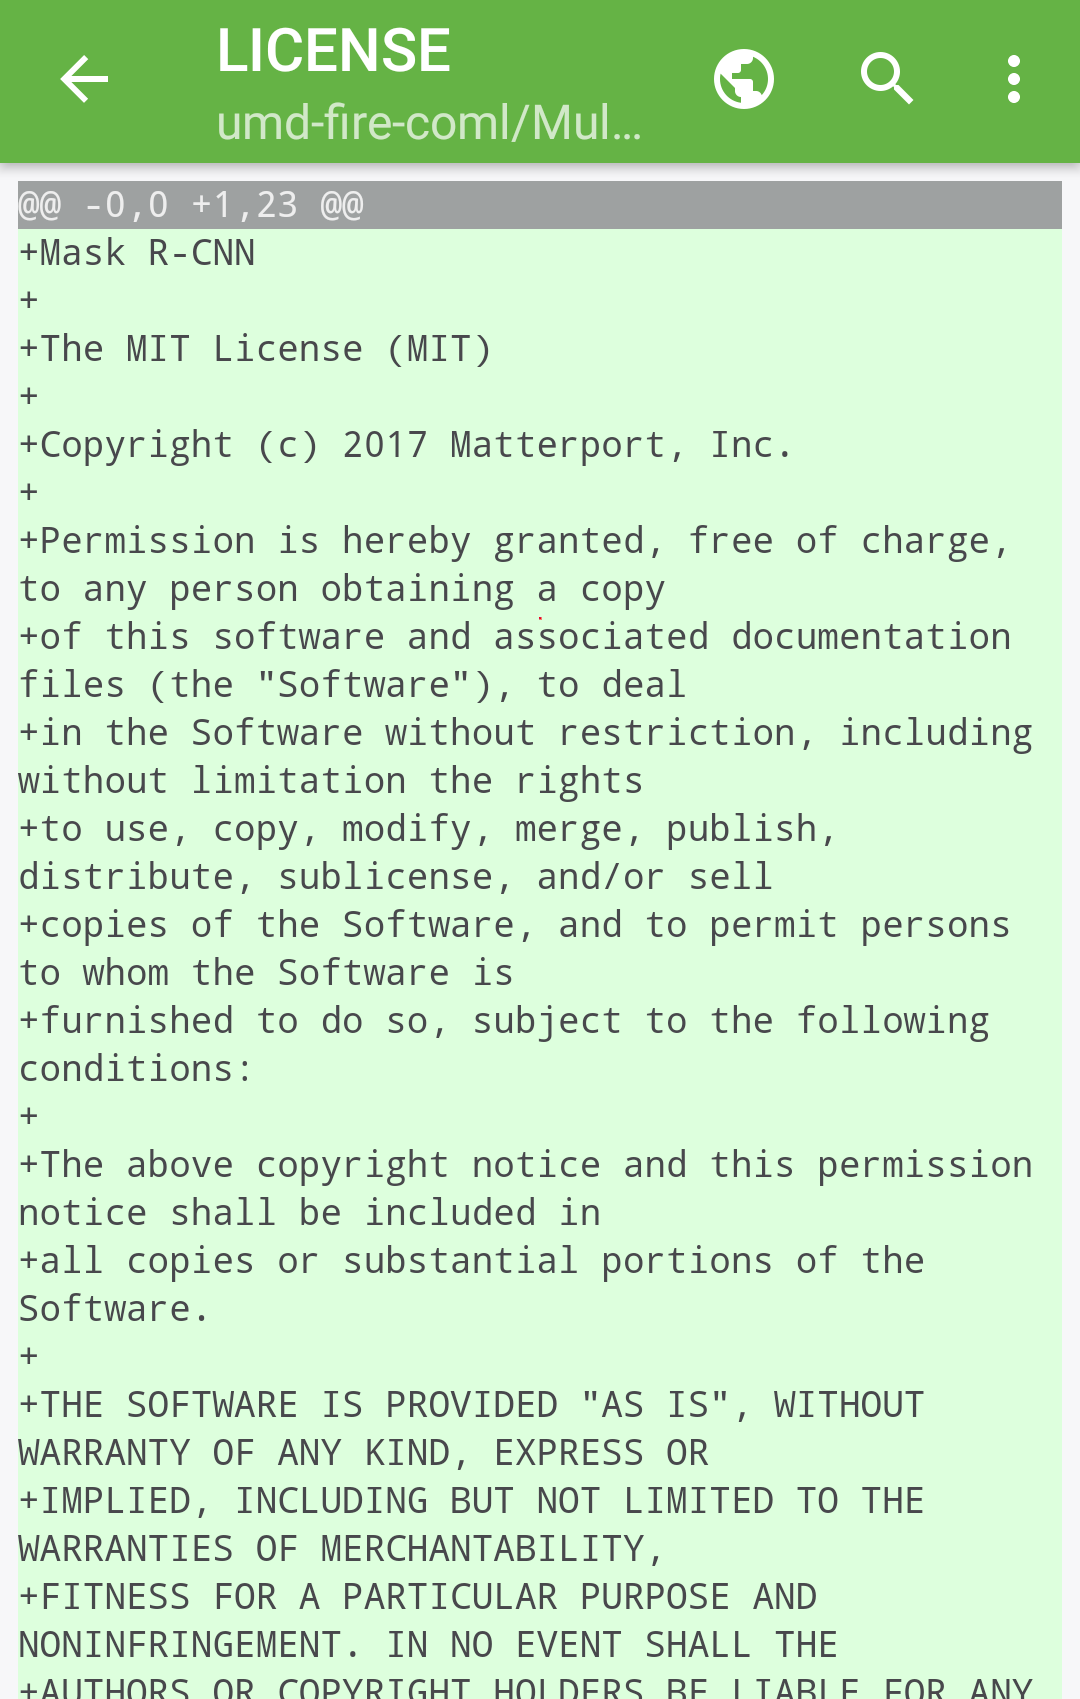 LICENSE
umd-fire-coml/Mul...
@@ -0,0 +1,23 @@
+Mask R-CNN
+
+The MIT License (MIT)
+
+Copyright (c) 2017 Matterport, Inc.
+
+Permission is hereby granted, free of charge,
to any person obtaining a copy
+of this software and associated documentation
files (the "Software"), to deal
+in the Software without restriction, including
without limitation the rights
+to use, copy, modify, merge, publish,
distribute, sublicense, and/or sell
+copies of the Software, and to permit persons
to whom the Software is
+furnished to do so, subject to the following
conditions:
+
+The above copyright notice and this permission
notice shall be included in
+all copies or substantial portions of the
Software.
+
+THE SOFTWARE IS PROVIDED "AS IS", WITHOUT
WARRANTY OF ANY KIND, EXPRESS OR
+IMPLIED, INCLUDING BUT NOT LIMITED TO THE
WARRANTIES OF MERCHANTABILITY,
+FITNESS FOR A PARTICULAR PURPOSE AND
NONINFRINGEMENT. IN NO EVENT SHALL THE
+AUTHORS OR COPYRIGHT HOLDERS BE LIABLE FOR ANY